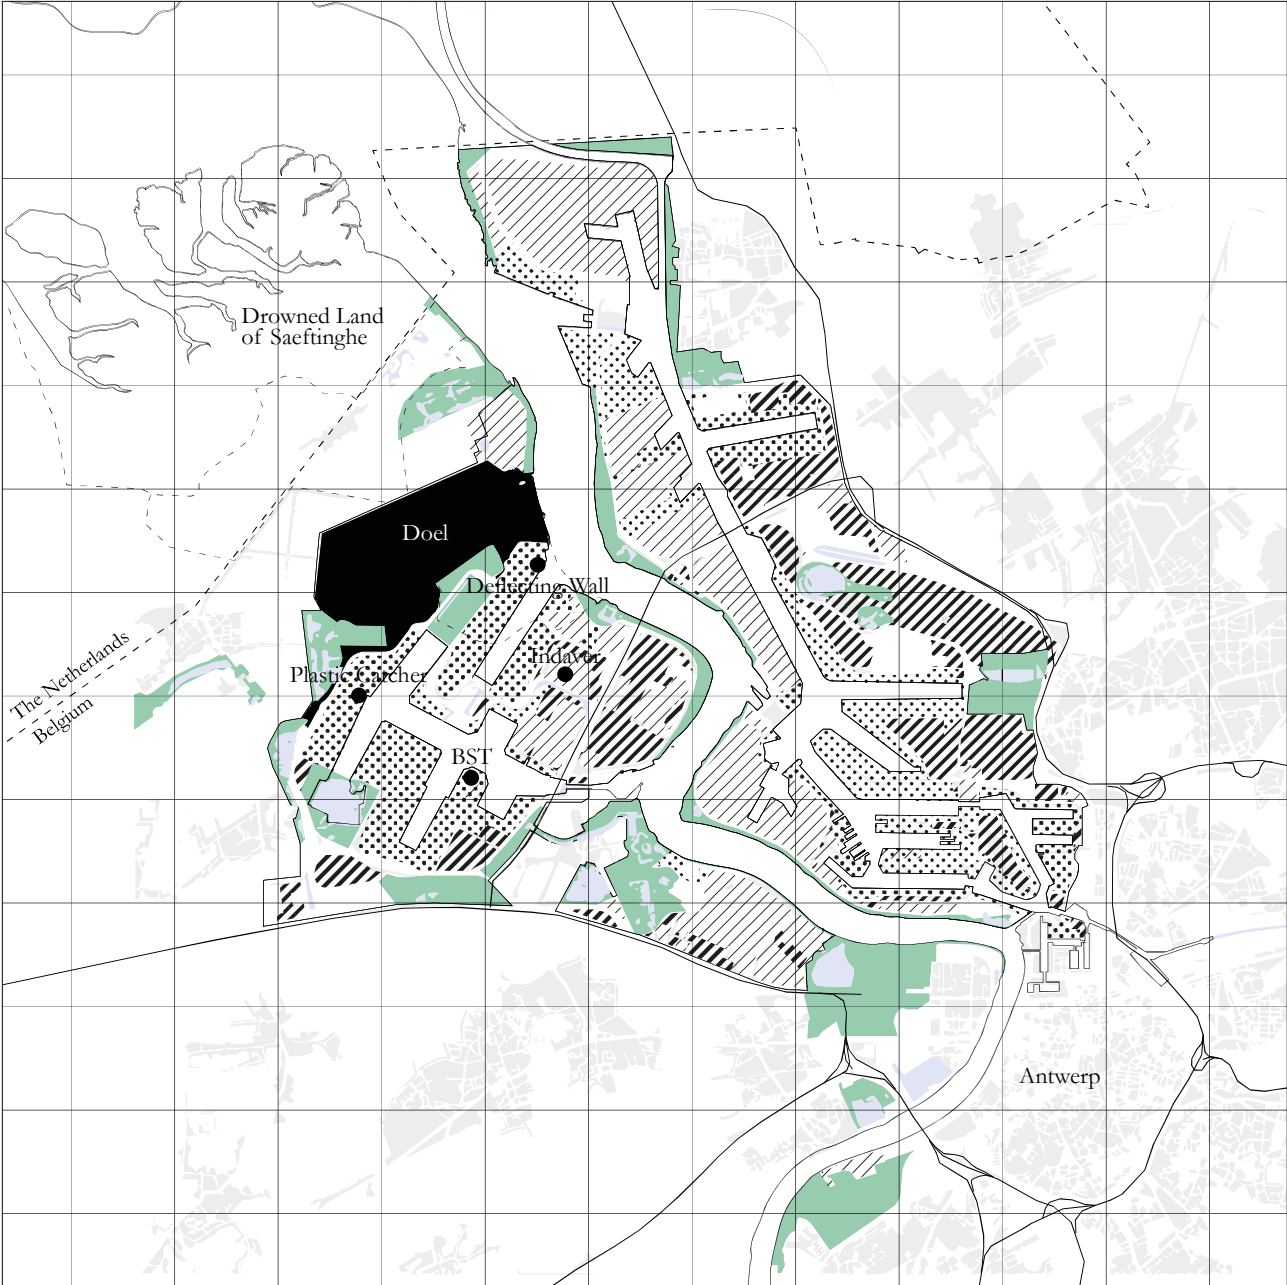 Drowned Land
of Saeftinghe
Doel
Deflecting Wall
The Netherlands
Belgium
Indaver
Plastic Catcher
BST
Antwerp